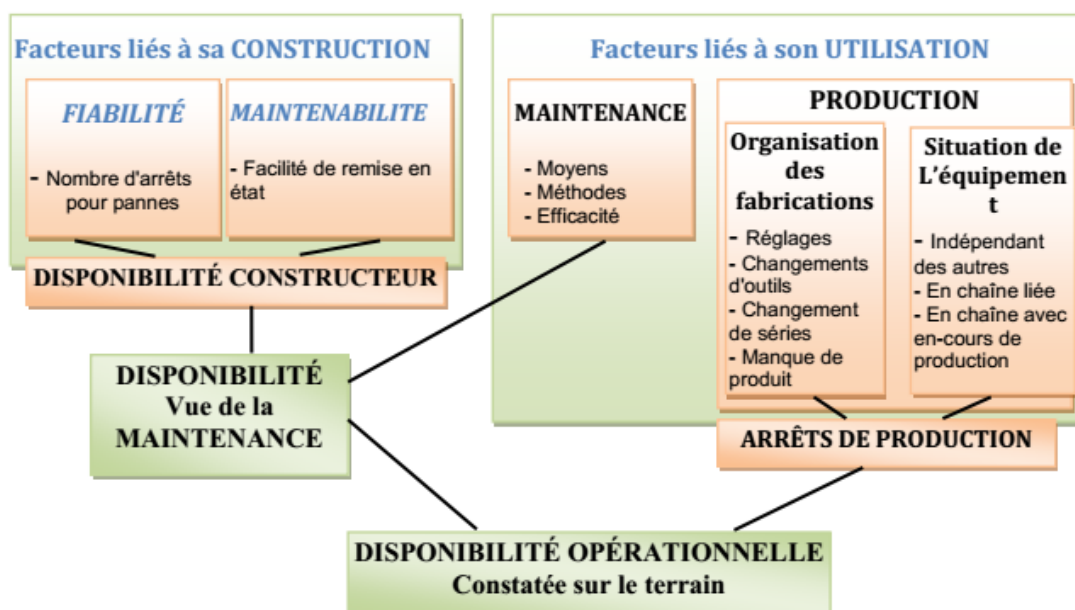 Facteurs liés à sa CONSTRUCTION
FIABILITÉ
- Nombre d'arrêts
pour pannes
MAINTENABILITE
- Facilité de remise en
état
DISPONIBILITÉ CONSTRUCTEUR
Facteurs liés à son UTILISATION
MAINTENANCE
- Moyens
- Méthodes
- Efficacité
PRODUCTION
Organisation
des
fabrications
- Réglages
- Changements
d'outils
- Changement
de séries
- Manque de
produit
Situation de
L'équipemen
t
- Indépendant
des autres
- En chaîne liée
- En chaîne avec
en-cours de
production
DISPONIBILITÉ
Vue de la
MAINTENANCE
ARRÊTS DE PRODUCTION
DISPONIBILITÉ OPÉRATIONNELLE
Constatée sur le terrain